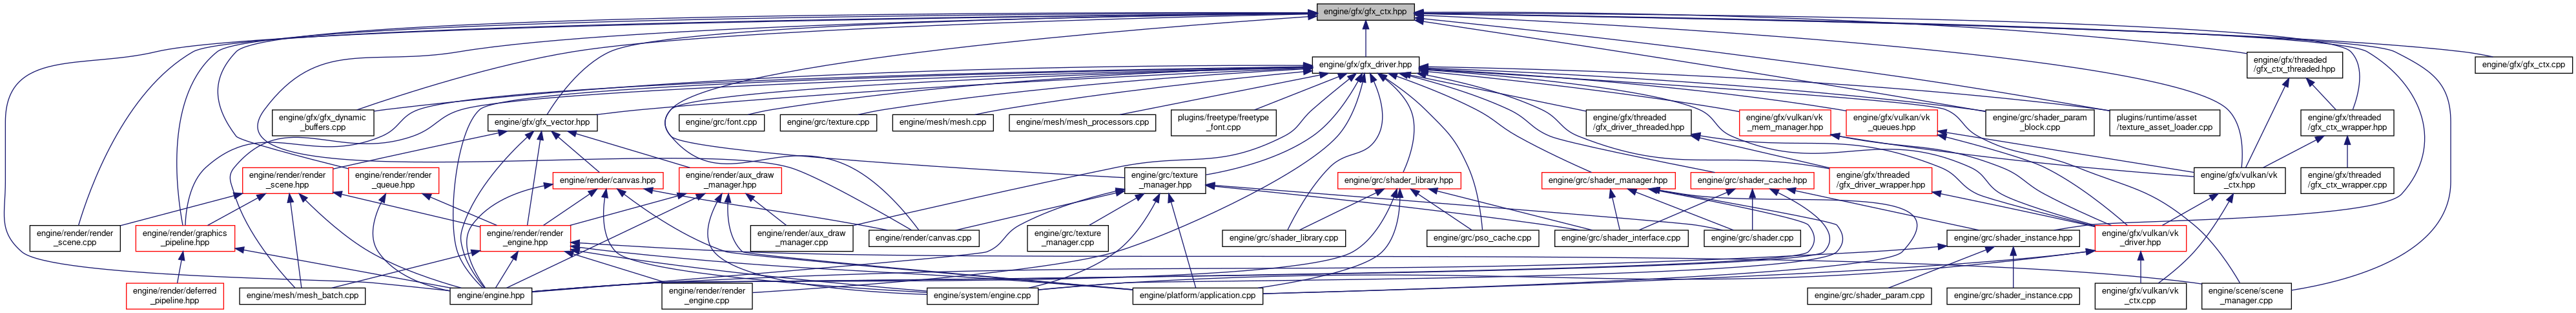 engine/gfx/gfx_ctx.hpp
engine/gfx/gfx_driver.hpp
engine/gfx/threaded
/gfx_ctx_threaded.hpp
engine/gfx/gfx_ctx.cpp
engine/gfx/gfx_dynamic
_buffers.cpp
engine/gfx/gfx_vector.hpp
engine/grc/font.cpp
engine/grc/texture.cpp
engine/mesh/mesh.cpp
engine/mesh/mesh_processors.cpp
plugins/freetype/freetype
_font.cpp
engine/gfx/threaded
/gfx_driver_threaded.hpp
engine/gfx/vulkan/vk
_mem_manager.hpp
engine/gfx/vulkan/vk
_queues.hpp
engine/grc/shader_param
_block.cpp
plugins/runtime/asset
/texture_asset_loader.cpp
engine/gfx/threaded
/gfx_ctx_wrapper.hpp
engine/render/render
_scene.hpp
engine/render/render
_queue.hpp
engine/render/canvas.hpp
engine/render/aux_draw
_manager.hpp
engine/grc/texture
_manager.hpp
engine/grc/shader_library.hpp
engine/grc/shader_manager.hpp
engine/grc/shader_cache.hpp
engine/gfx/threaded
/gfx_driver_wrapper.hpp
engine/gfx/vulkan/vk
_ctx.hpp
engine/gfx/threaded
/gfx_ctx_wrapper.cpp
engine/render/render
_scene.cpp
engine/render/graphics
_pipeline.hpp
engine/render/render
_engine.hpp
engine/render/aux_draw
_manager.cpp
engine/render/canvas.cpp
engine/grc/texture
_manager.cpp
engine/grc/shader_library.cpp
engine/grc/pso_cache.cpp
engine/grc/shader_interface.cpp
engine/grc/shader.cpp
engine/grc/shader_instance.hpp
engine/gfx/vulkan/vk
_driver.hpp
engine/render/deferred
_pipeline.hpp
engine/mesh/mesh_batch.cpp
engine/engine.hpp
engine/render/render
_engine.cpp
engine/system/engine.cpp
engine/platform/application.cpp
engine/grc/shader_param.cpp
engine/grc/shader_instance.cpp
engine/gfx/vulkan/vk
_ctx.cpp
engine/scene/scene
_manager.cpp